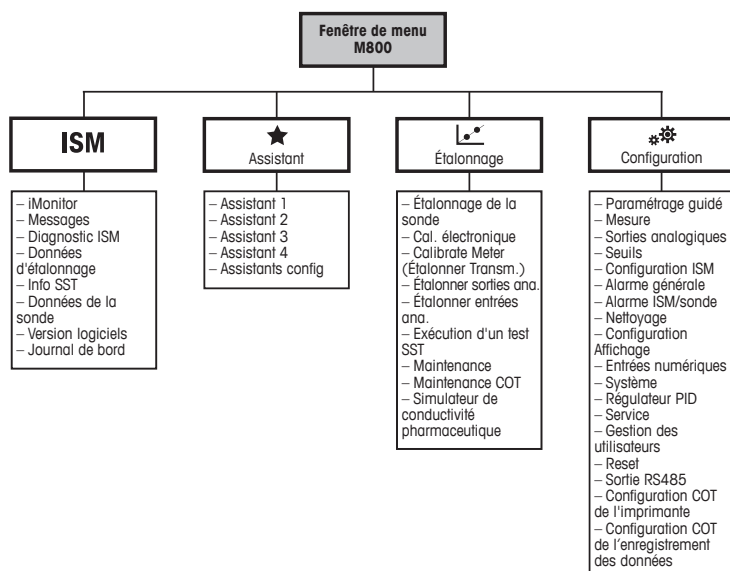 Fenêtre de menu
M800
ISM
– iMonitor
– Messages
– Diagnostic ISM
– Données
d'étalonnage
– Info SST
– Données de la
sonde
– Version logiciels
– Journal de bord
Assistant
– Assistant 1
– Assistant 2
– Assistant 3
– Assistant 4
– Assistants config
Étalonnage
– Étalonnage de la
sonde
– Cal. électronique
– Calibrate Meter
(Étalonner Transm.)
– Étalonner sorties ana.
– Étalonner entrées
ana.
– Exécution d'un test
SST
– Maintenance
– Maintenance COT
– Simulateur de
conductivité
pharmaceutique
Configuration
– Paramétrage guidé
– Mesure
– Sorties analogiques
– Seuils
– Configuration ISM
– Alarme générale
– Alarme ISM/sonde
– Nettoyage
– Configuration
Affichage
– Entrées numériques
– Système
– Régulateur PID
– Service
– Gestion des
utilisateurs
– Reset
– Sortie RS485
– Configuration COT
de l'imprimante
– Configuration COT
de l’enregistrement
des données